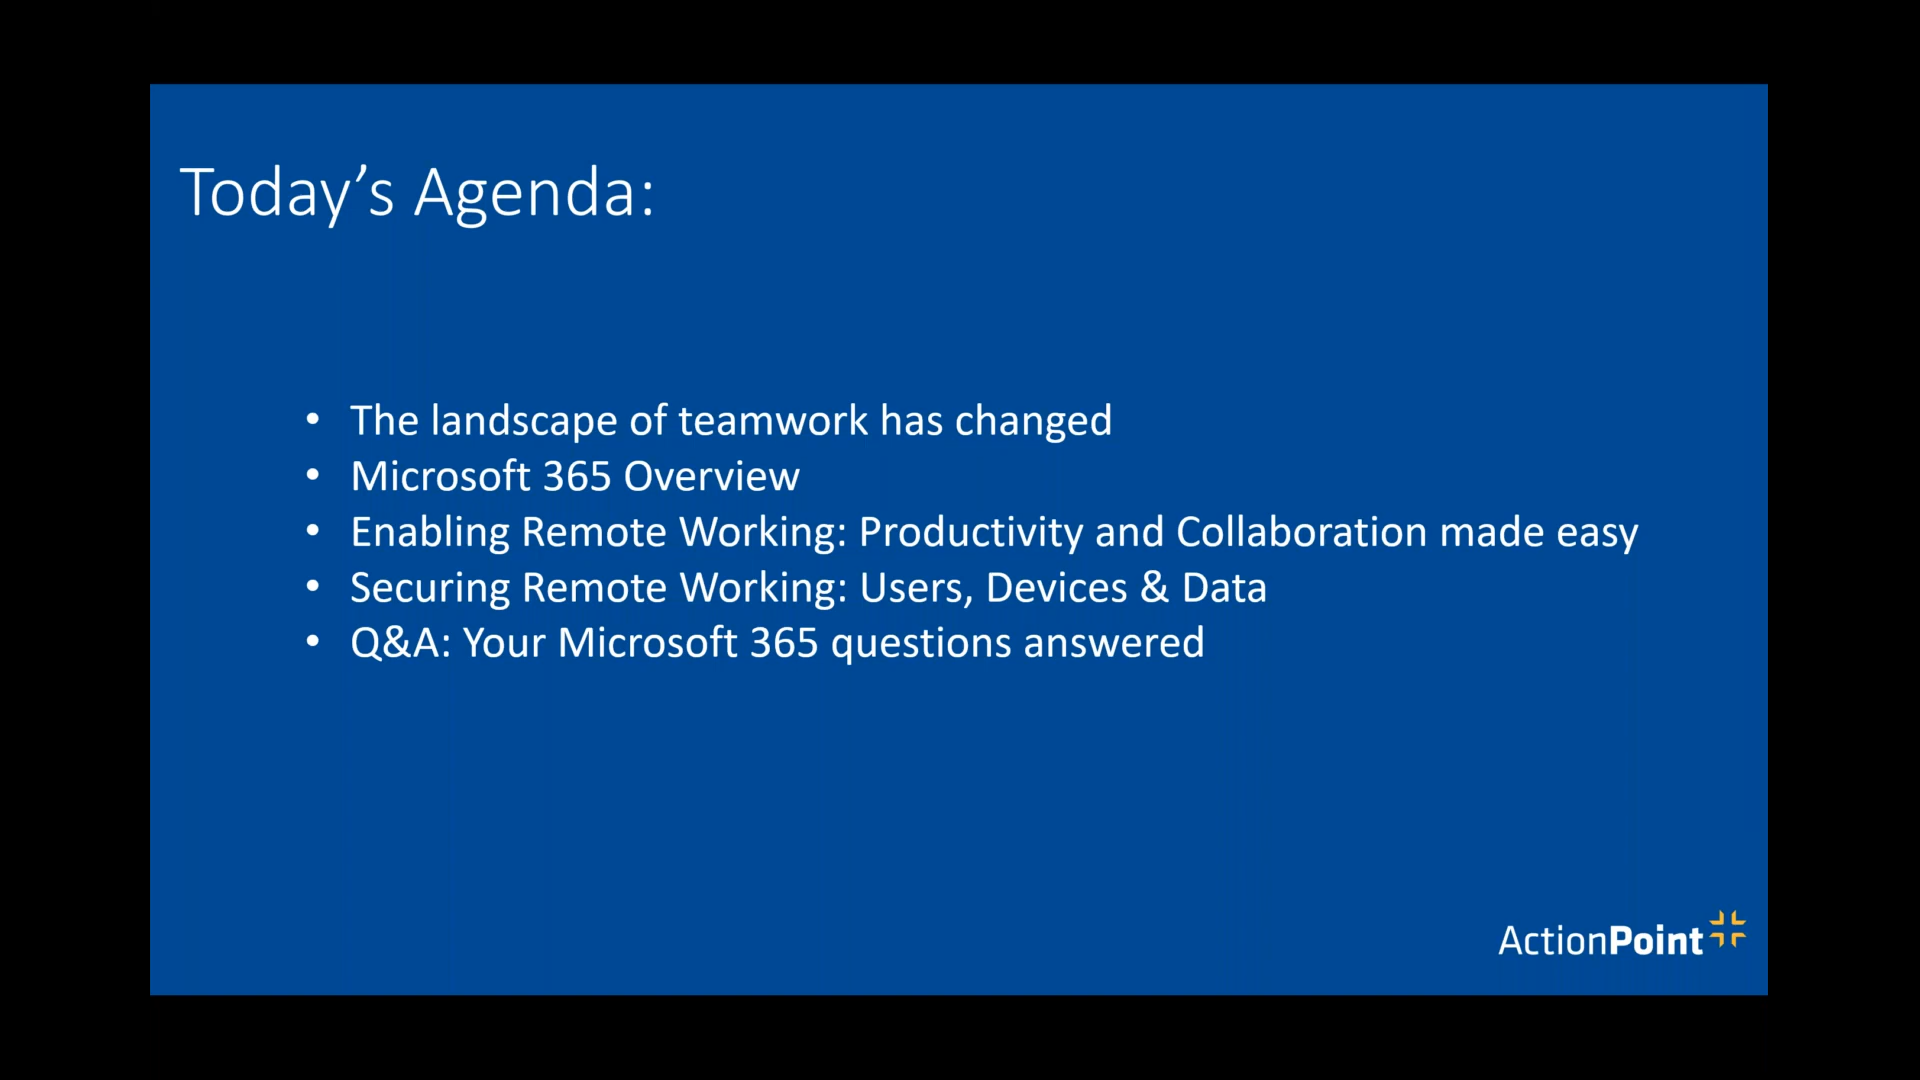 Today’s Agenda:
• The landscape of teamwork has changed
• Microsoft 365 Overview
• Enabling Remote Working: Productivity and Collaboration made easy
• Securing Remote Working: Users, Devices & Data
• Q&A: Your Microsoft 365 questions answered
ActionPoint